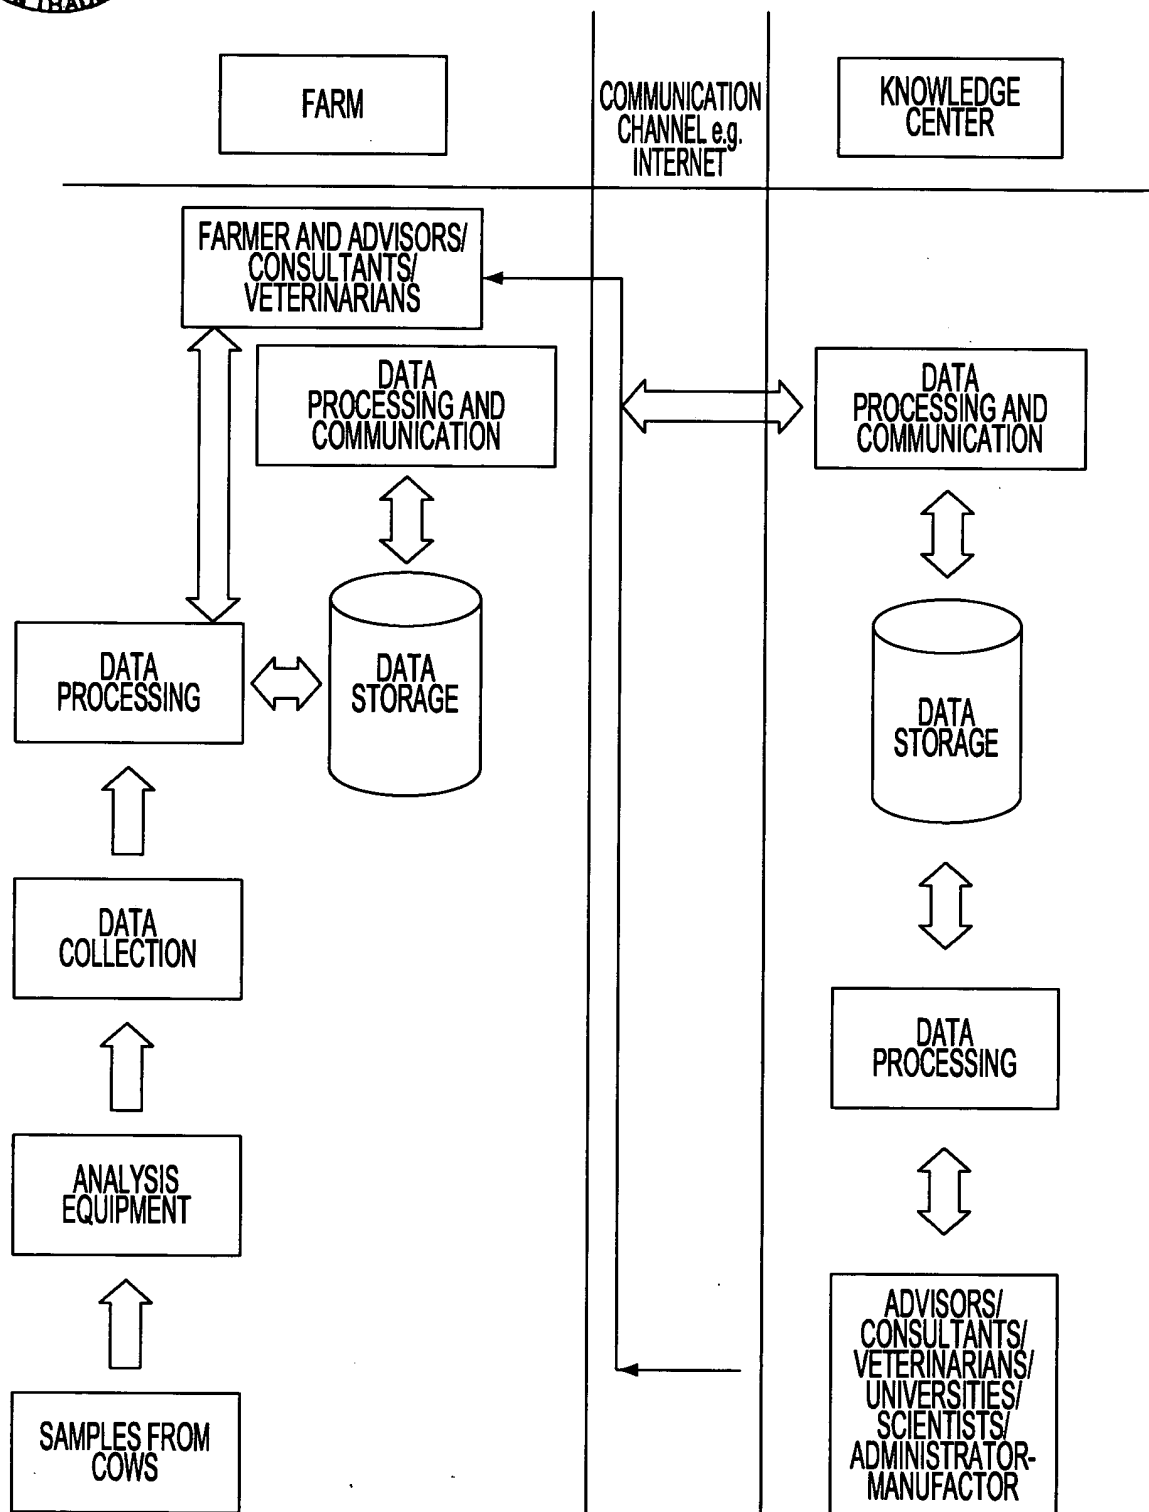 FARM
COMMUNICATION
CHANNEL e.g.
INTERNET
KNOWLEDGE
CENTER
FARMER AND ADVISORS/
CONSULTANTS/
VETERINARIANS
DATA
PROCESSING AND
COMMUNICATION
DATA
PROCESSING AND
COMMUNICATION
DATA
PROCESSING
DATA
STORAGE
DATA
STORAGE
DATA
COLLECTION
DATA
PROCESSING
ANALYSIS
EQUIPMENT
SAMPLES FROM
COWS
ADVISORS/
CONSULTANTS/
VETERINARIANS/
UNIVERSITIES/
SCIENTISTS/
ADMINISTRATOR-
MANUFACTOR